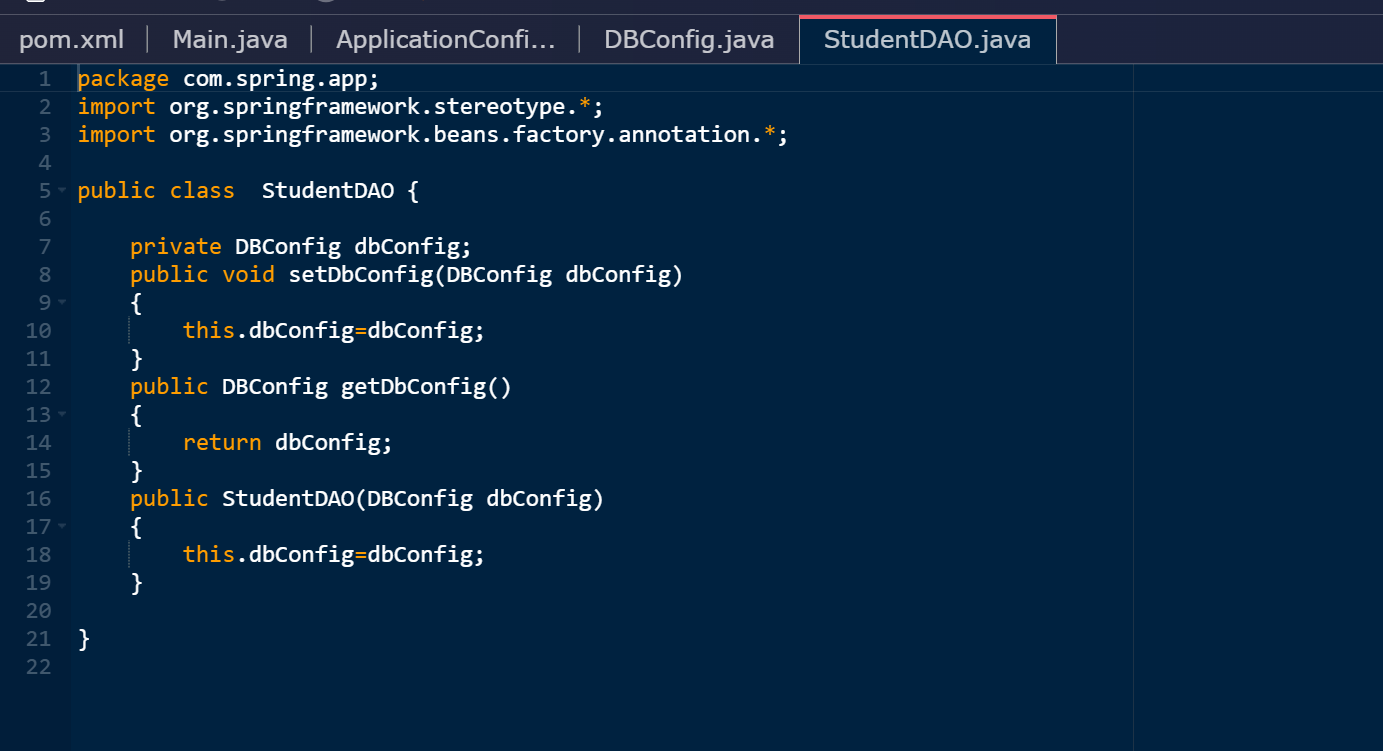 pom.xml | Main.java | ApplicationConfi... | DBConfig.java StudentDAO.java
1 package com.spring.app;
2 import org.springframework.stereotype.*;
3 import org.springframework.beans.factory.annotation.*;
4
5 public class  StudentDAO {
6
7     private DBConfig dbConfig;
8     public void setDbConfig(DBConfig dbConfig)
9     {
10         this.dbConfig=dbConfig;
11     }
12     public DBConfig getDbConfig()
13     {
14         return dbConfig;
15     }
16     public StudentDAO(DBConfig dbConfig)
17     {
18         this.dbConfig=dbConfig;
19     }
20
21 }
22